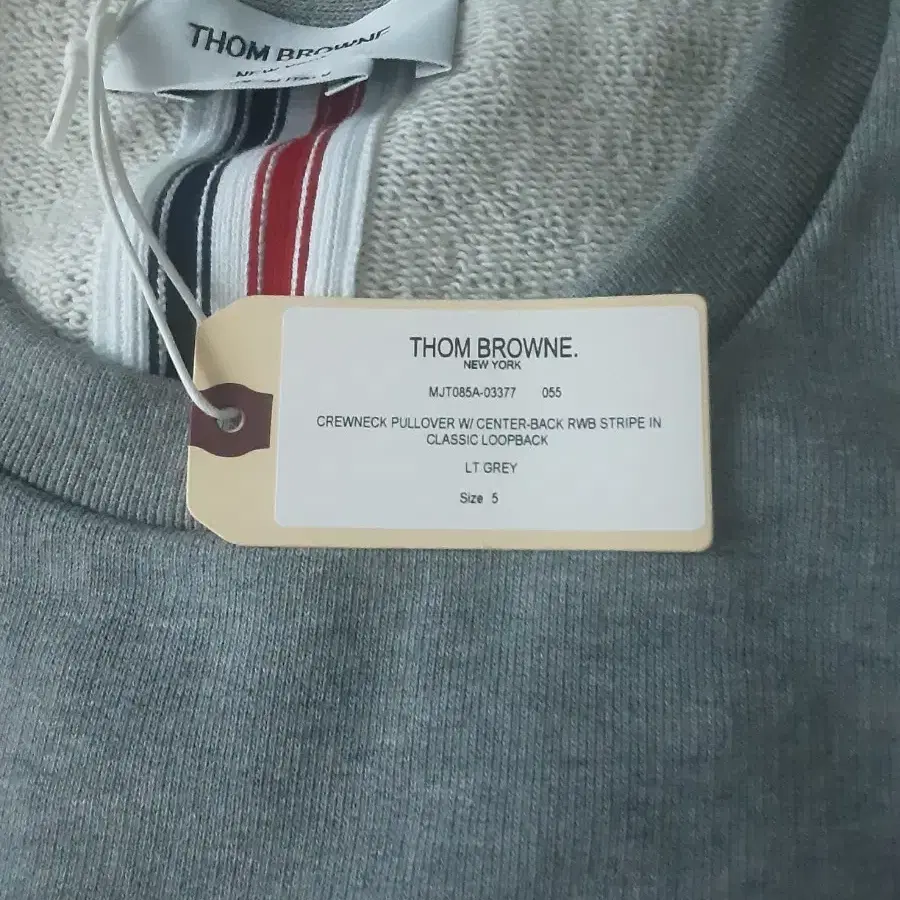 THOM BROWNE
THOM BROWNE.
NEW YORK
MJT085A-03377 055
CREWNECK PULLOVER W/ CENTER-BACK RWB STRIPE IN
CLASSIC LOOPBACK
LT GREY
Size 5